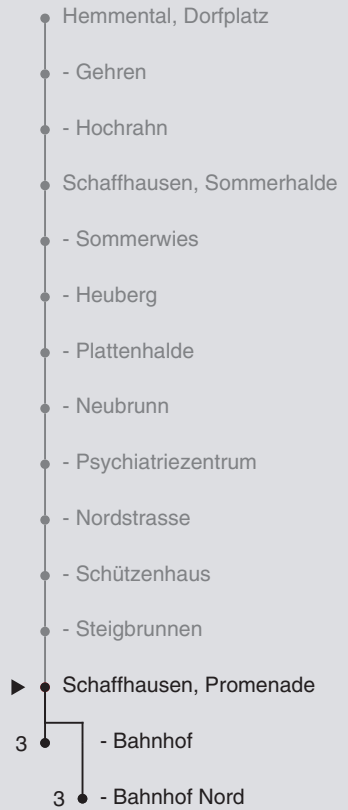 Hemmental, Dorfplatz
- Gehren
- Hochrahn
Schaffhausen, Sommerhalde
- Sommerwies
- Heuberg
- Plattenhalde
- Neubrunn
- Psychiatriezentrum
- Nordstrasse
- Schützenhaus
- Steigbrunnen
Schaffhausen, Promenade
3 - Bahnhof
3 - Bahnhof Nord